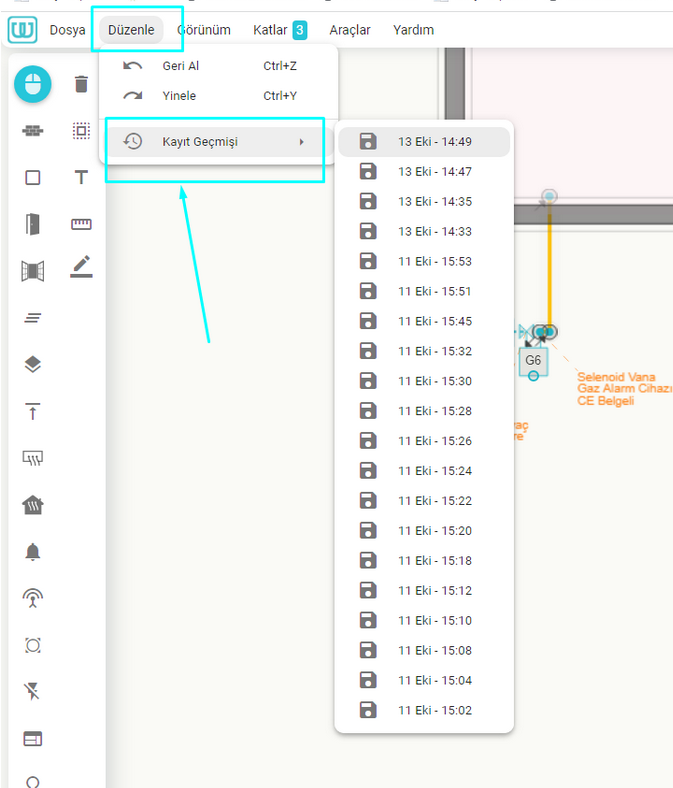 Dosya Düzenle Görünüm Katlar 3 Araçlar Yardım
Geri Al Ctrl+Z
Yinele Ctrl+Y
Kayıt Geçmişi
13 Eki - 14:49
13 Eki - 14:47
13 Eki - 14:35
13 Eki - 14:33
11 Eki - 15:53
11 Eki - 15:51
11 Eki - 15:45
11 Eki - 15:32
11 Eki - 15:30
11 Eki - 15:28
11 Eki - 15:26
11 Eki - 15:24
11 Eki - 15:22
11 Eki - 15:20
11 Eki - 15:18
11 Eki - 15:12
11 Eki - 15:10
11 Eki - 15:08
11 Eki - 15:04
11 Eki - 15:02
G6
Selenoid Vana
Gaz Alarm Cihazı
CE Belgeli